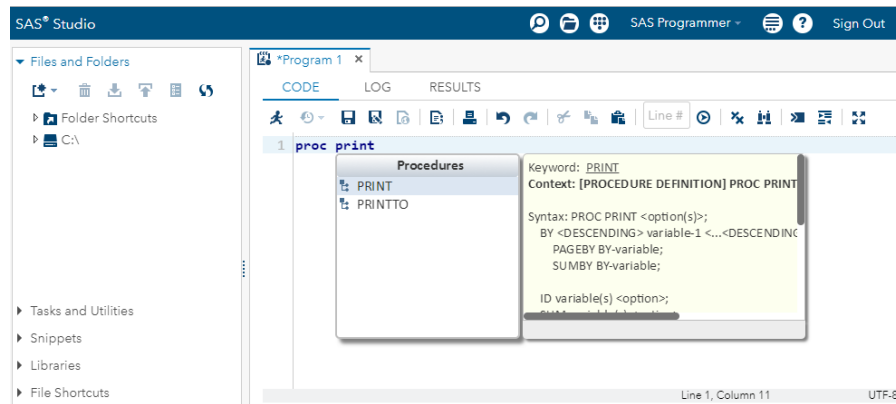 SAS® Studio
SAS Programmer
Sign Out
Files and Folders
Folder Shortcuts
C:\
Tasks and Utilities
Snippets
Libraries
File Shortcuts
*Program 1
CODE LOG RESULTS
Line #
1 proc print
Procedures
PRINT
PRINTTO
Keyword: PRINT
Context: [PROCEDURE DEFINITION] PROC PRINT
Syntax: PROC PRINT <option(s)>;
BY <DESCENDING> variable-1 <...<DESCENDING
PAGEBY BY-variable;
SUMBY BY-variable;
ID variable(s) <option>;
Line 1, Column 11
UTF-8